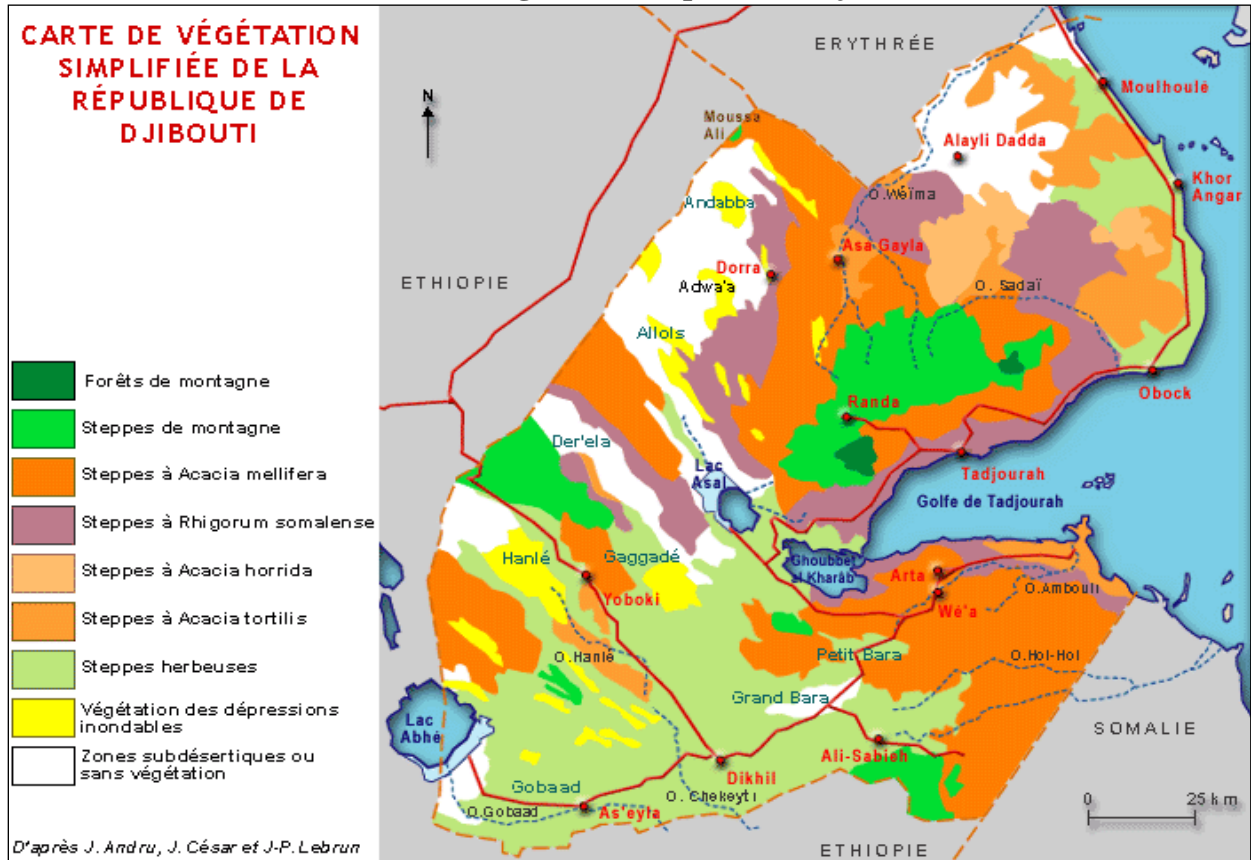 CARTE DE VÉGÉTATION
SIMPLIFIÉE DE LA
RÉPUBLIQUE DE
DJIBOUTI
Forêts de montagne
Steppes de montagne
Steppes à Acacia mellifera
Steppes à Rhigorum somalense
Steppes à Acacia horrida
Steppes à Acacia tortilis
Steppes herbeuses
Végétation des dépressions
inondables
Zones subdésertiques ou
sans végétation
D'après J. Andru, J. César et J-P. Lebrun
N
ERYTHRÉE
Moulhoulé
Moussa
Ali
Alayli Dadda
Khor
Angar
Andabba
O.Wéïma
Asa Gayla
Dorra
ETHIOPIE
Adwa'a
O. Sadaï
Allols
Obock
Randa
Der'ela
Lac
Asal
Tadjourah
Golfe de Tadjourah
Hanlé
Gaggadé
Ghoubbet
al Kharâb
Arta
O.Ambouli
Yoboki
Wé'a
O.Hanlé
Petit Bara
O.Hol-Hol
Grand Bara
Lac
Abhé
SOMALIE
Ali-Sabieh
Dikhil
Gobaad
O. Chekeyti
O.Gobaad
As'eyla
0
25 km
ETHIOPIE